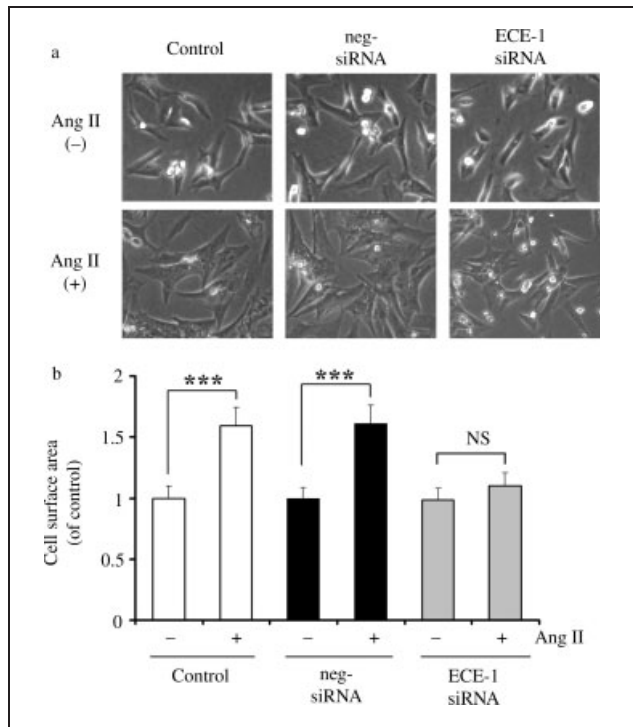 a
Control
neg-
siRNA
ECE-1
siRNA
Ang II
(–)
Ang II
(+)
b
2
1.5
1
0.5
0
Cell surface area
(of control)
***
***
NS
– + – + – + Ang II
Control
neg-
siRNA
ECE-1
siRNA